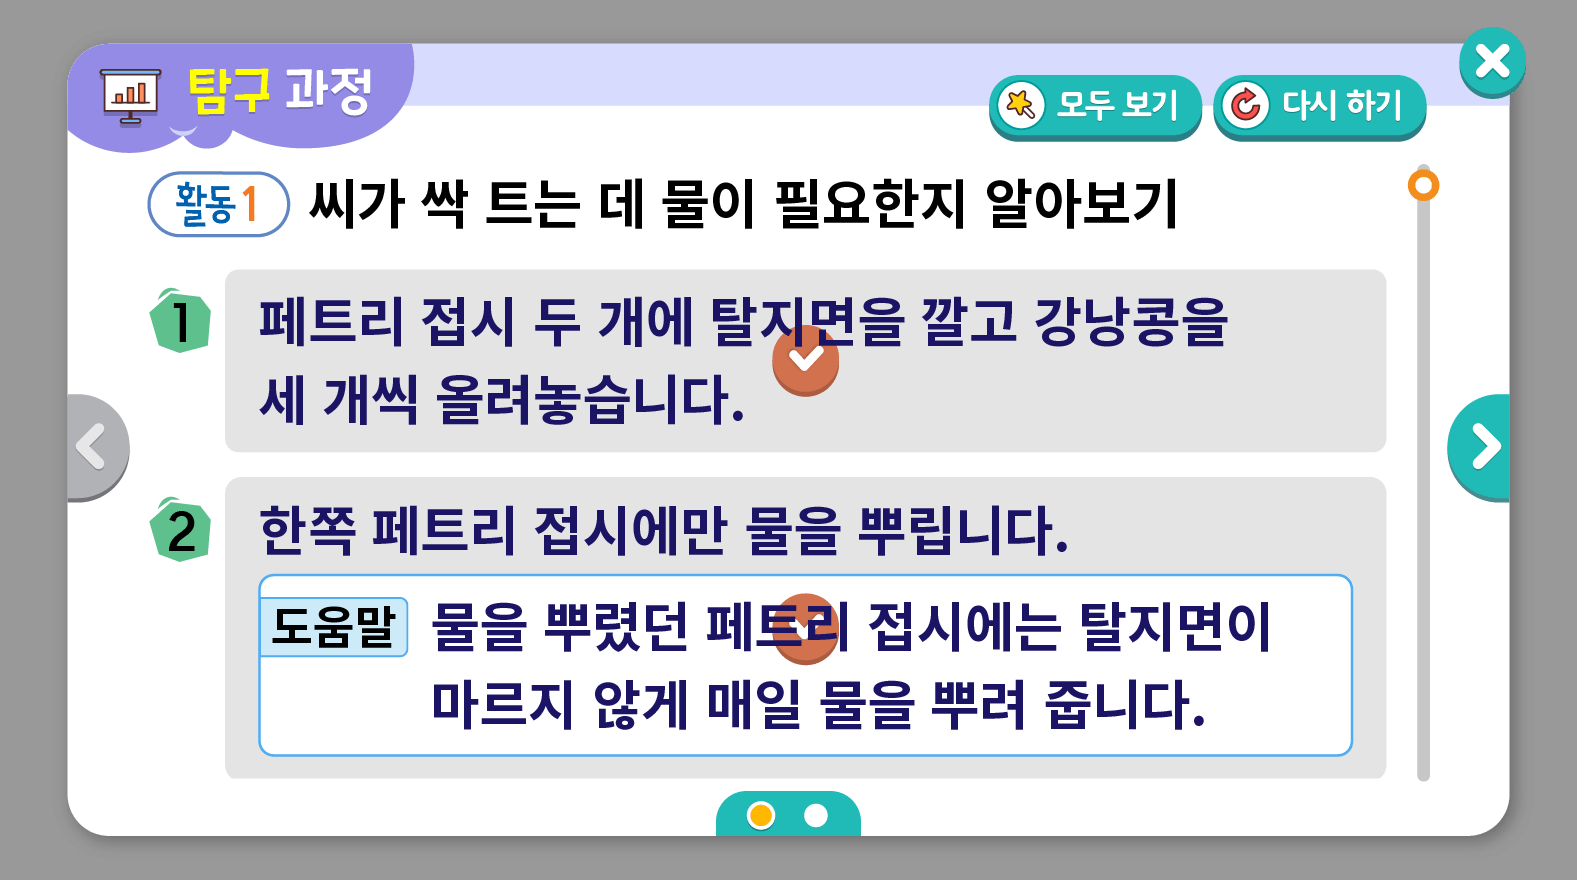 탐구 과정
모두 보기
다시 하기
활동1 씨가 싹 트는 데 물이 필요한지 알아보기
1 페트리 접시 두 개에 탈지면을 깔고 강낭콩을
세 개씩 올려놓습니다.
2 한쪽 페트리 접시에만 물을 뿌립니다.
도움말 물을 뿌렸던 페트리 접시에는 탈지면이
마르지 않게 매일 물을 뿌려 줍니다.